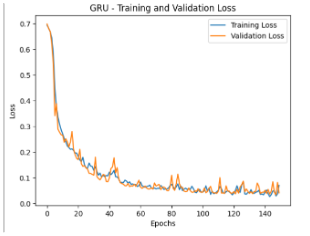 GRU - Training and Validation Loss
Training Loss
Validation Loss
Loss
0.7
0.6
0.5
0.4
0.3
0.2
0.1
0.0
0 20 40 60 80 100 120 140
Epochs